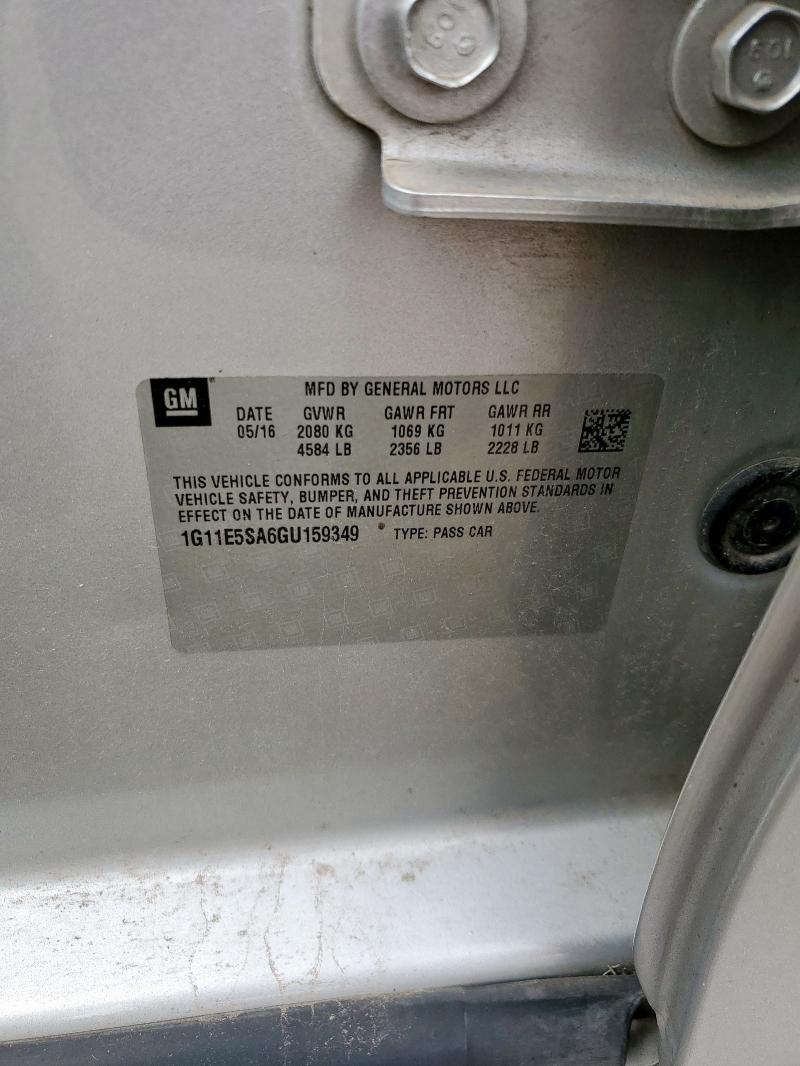 GM
MFD BY GENERAL MOTORS LLC
DATE GVWR GAWR FRT GAWR RR
05/16 2080 KG 1069 KG 1011 KG
4584 LB 2356 LB 2228 LB
THIS VEHICLE CONFORMS TO ALL APPLICABLE U.S. FEDERAL MOTOR
VEHICLE SAFETY, BUMPER, AND THEFT PREVENTION STANDARDS IN
EFFECT ON THE DATE OF MANUFACTURE SHOWN ABOVE.
1G11E5SA6GU159349 TYPE: PASS CAR